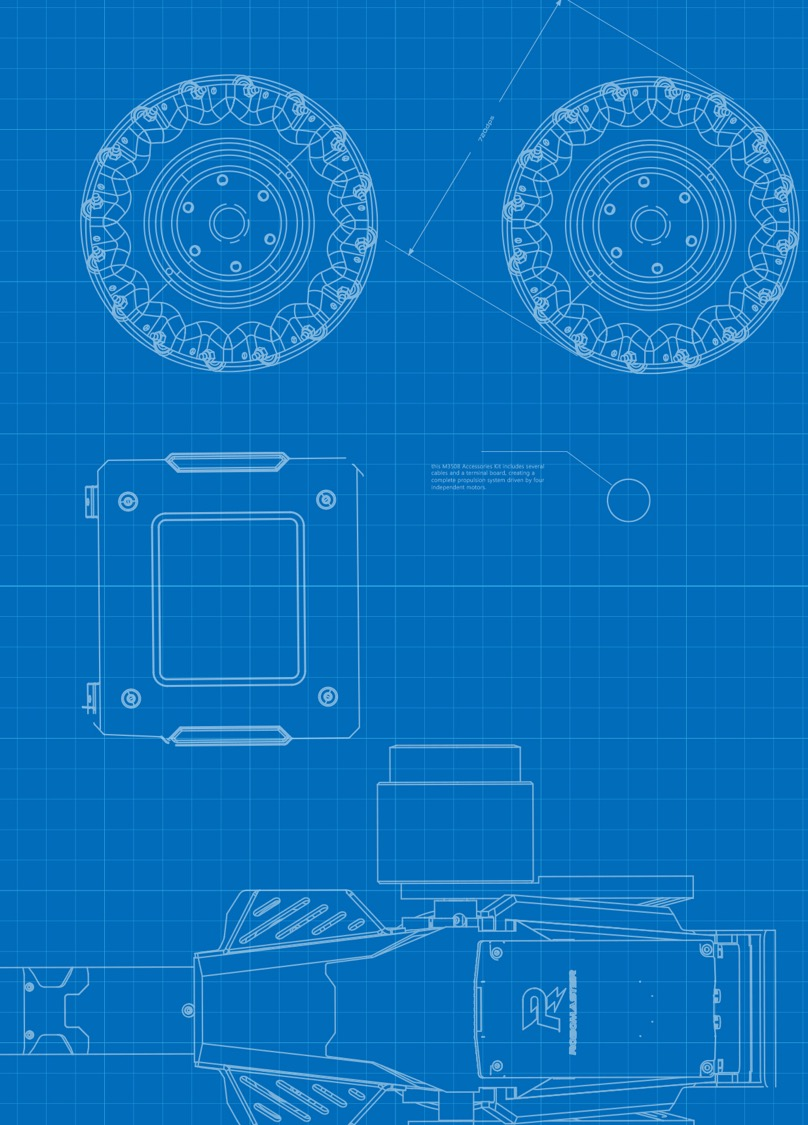 this M3508 Accessories Kit includes several
cables and a terminal board, creating a
complete propulsion system driven by four
independent motors.
ROBOMASTER